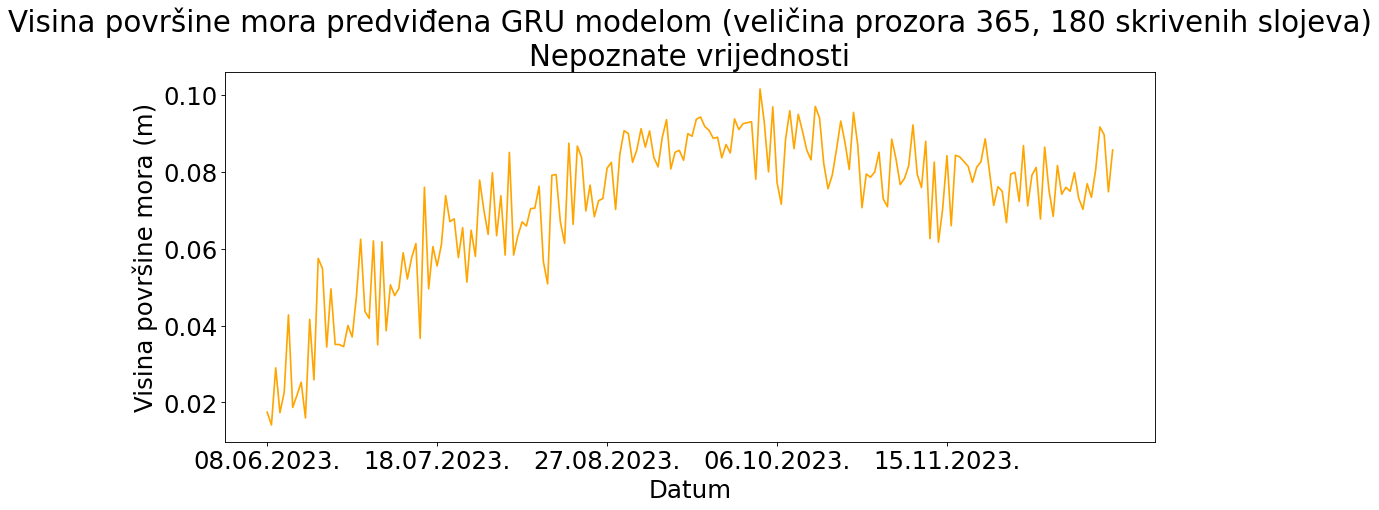 Visina površine mora predviđena GRU modelom (veličina prozora 365, 180 skrivenih slojeva)
Nepoznate vrijednosti
Visina površine mora (m)
0.10
0.08
0.06
0.04
0.02
08.06.2023. 18.07.2023. 27.08.2023. 06.10.2023. 15.11.2023.
Datum